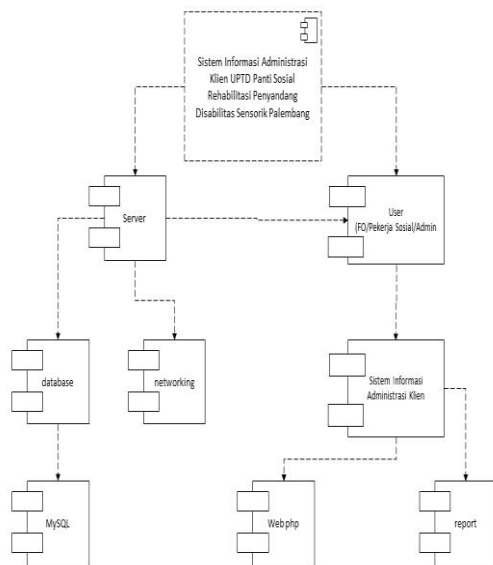 Sistem Informasi Administrasi
Klien UPTD Panti Sosial
Rehabilitasi Penyandang
Disabilitas Sensorik Palembang
Server
User
(FO/Pekerja Sosial/Admin
database
networking
Sistem Informasi
Administrasi Klien
MySQL
Web php
report